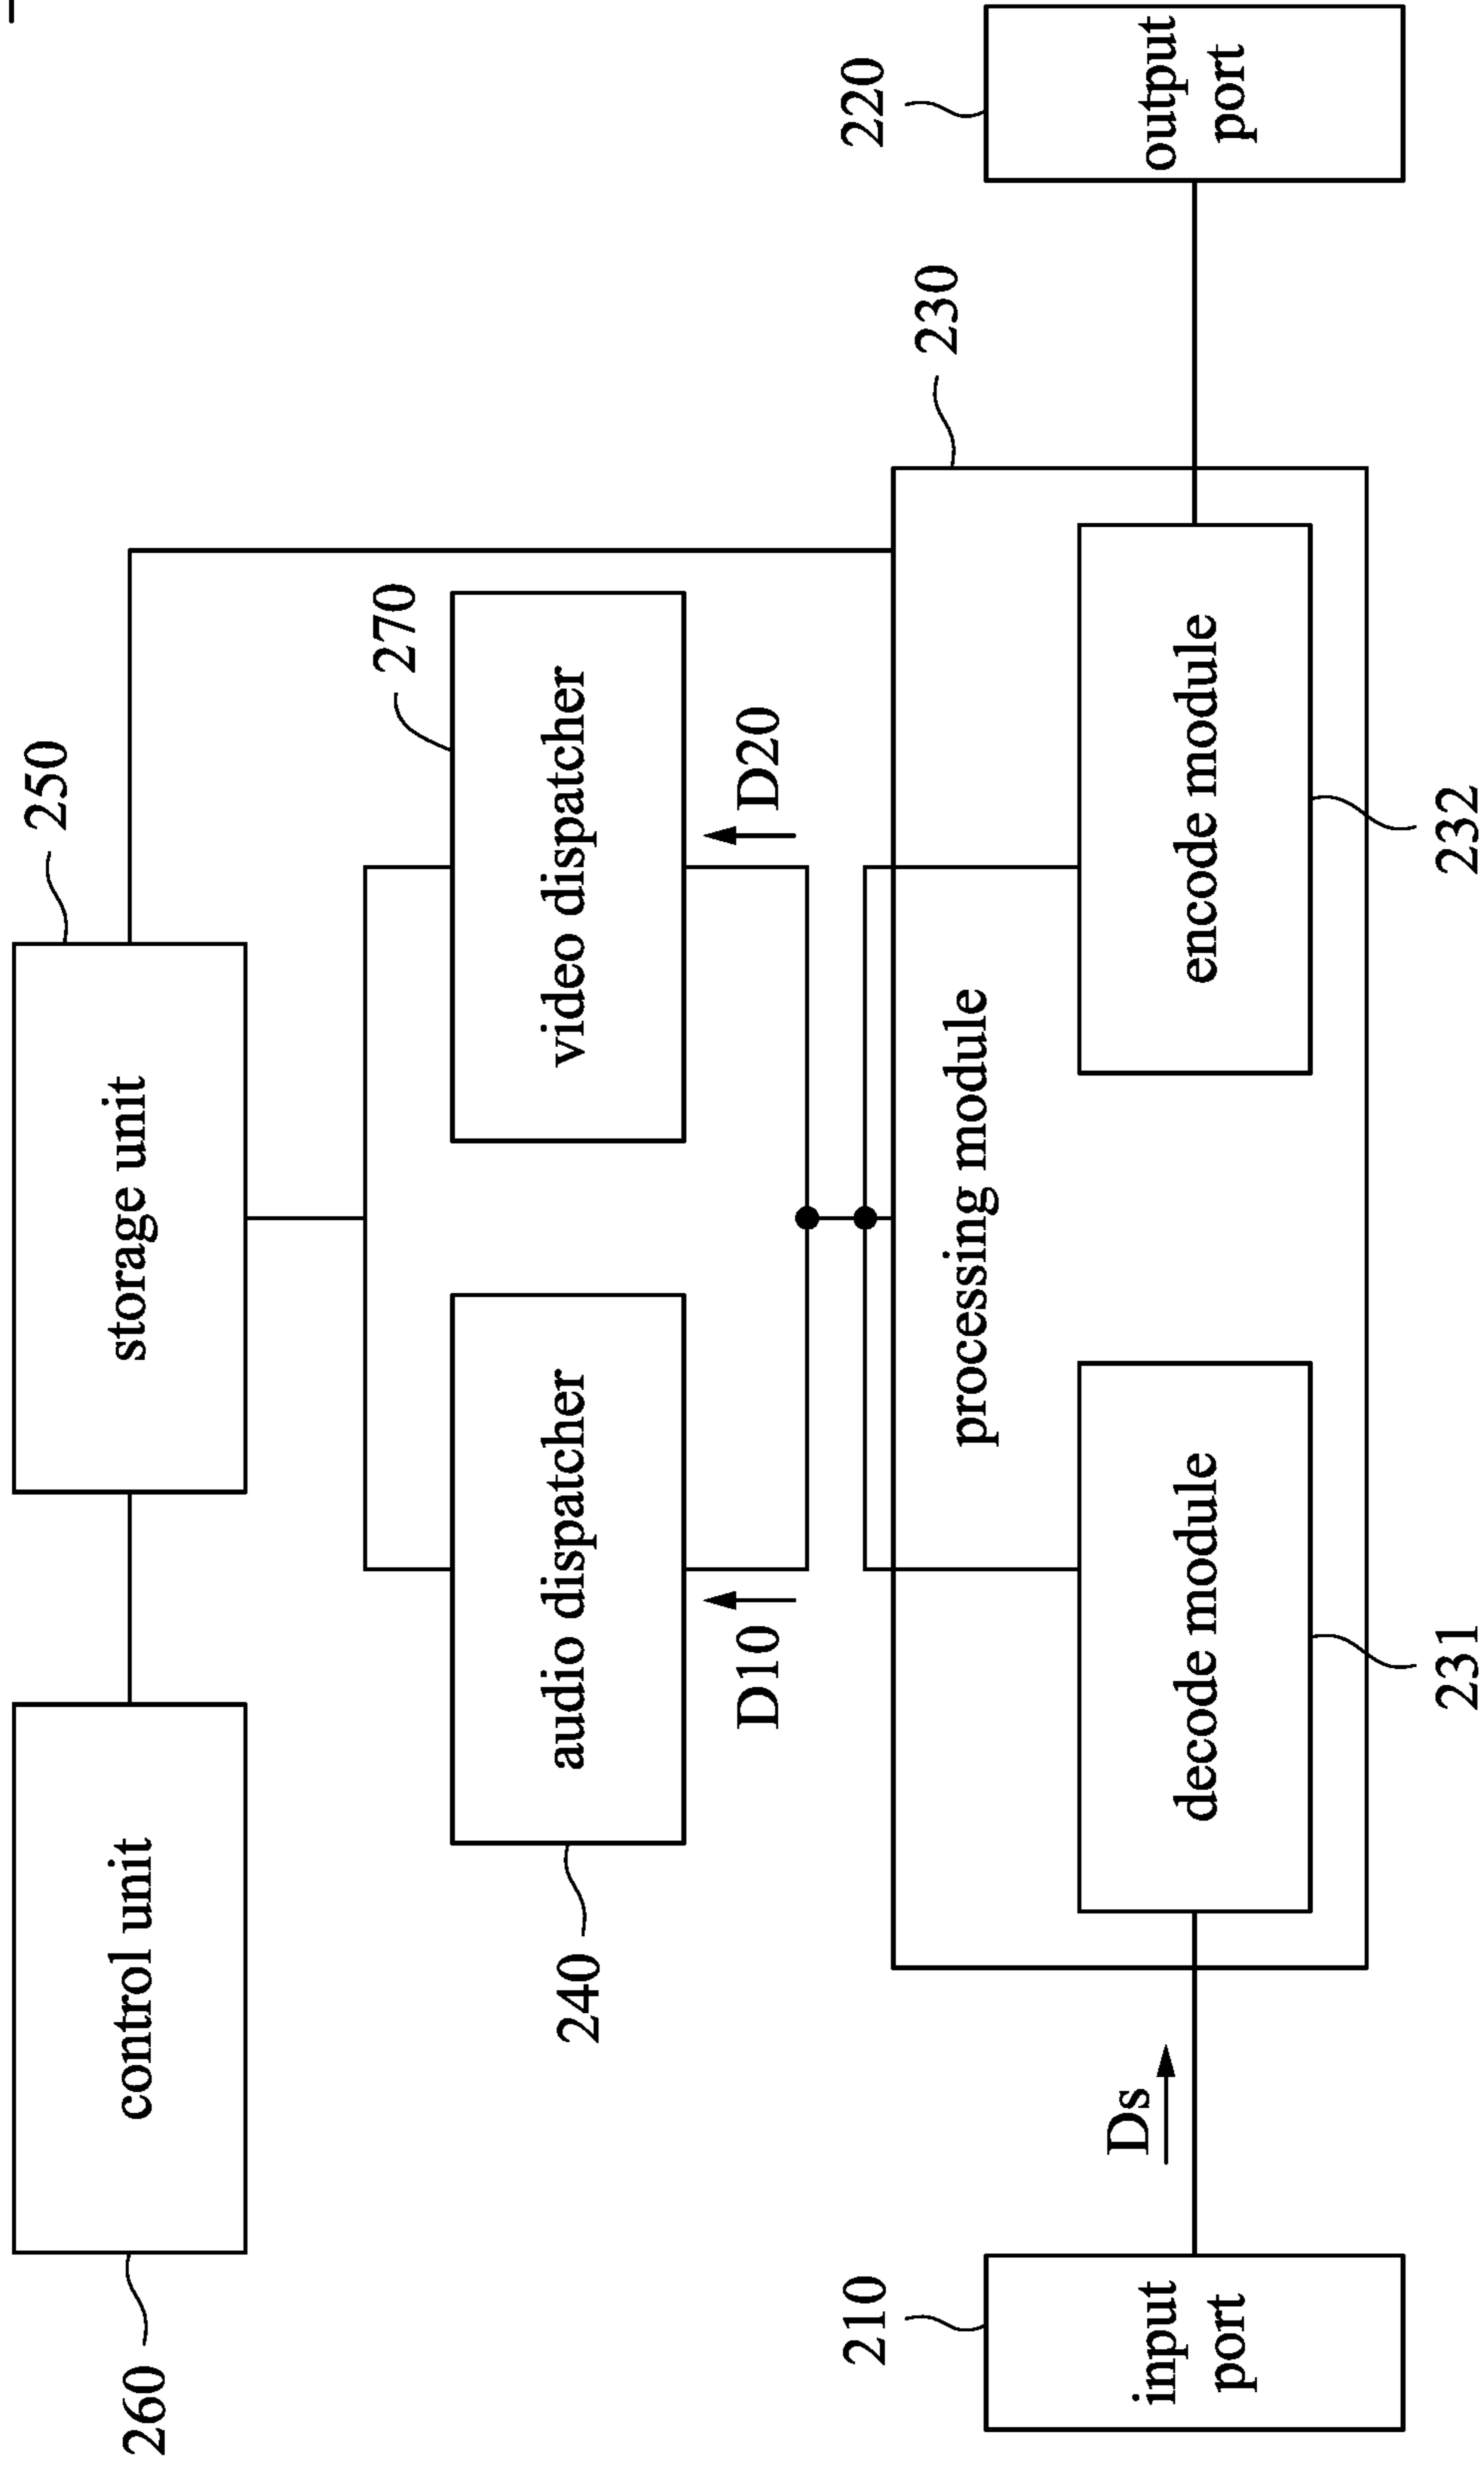 250
260
control unit
storage unit
270
240
audio dispatcher
video dispatcher
D10
D20
230
220
210
processing module
Ds
input
port
decode module
encode module
output
port
231
232